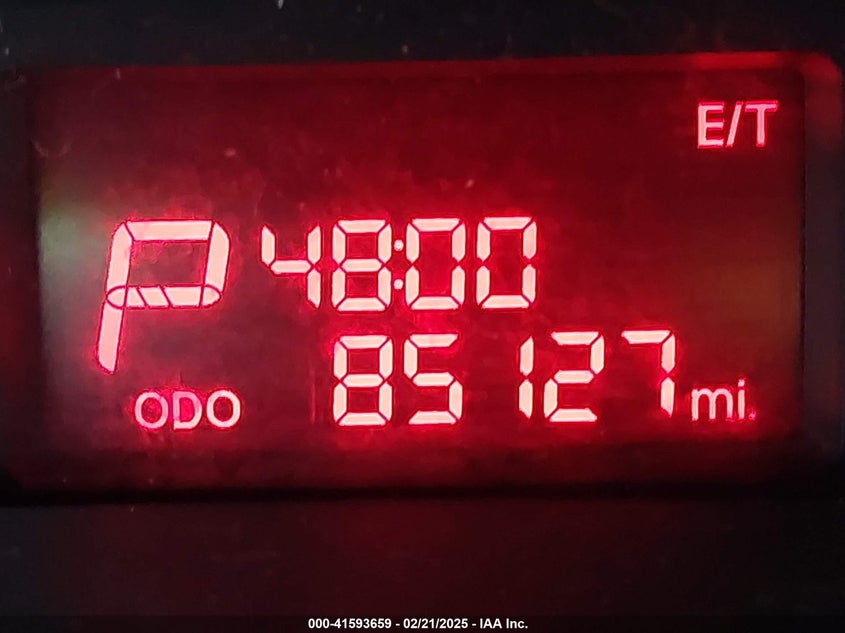 E/T
P 48:00
ODO 85127 mi.
000-41593659 - 02/21/2025 - IAA Inc.